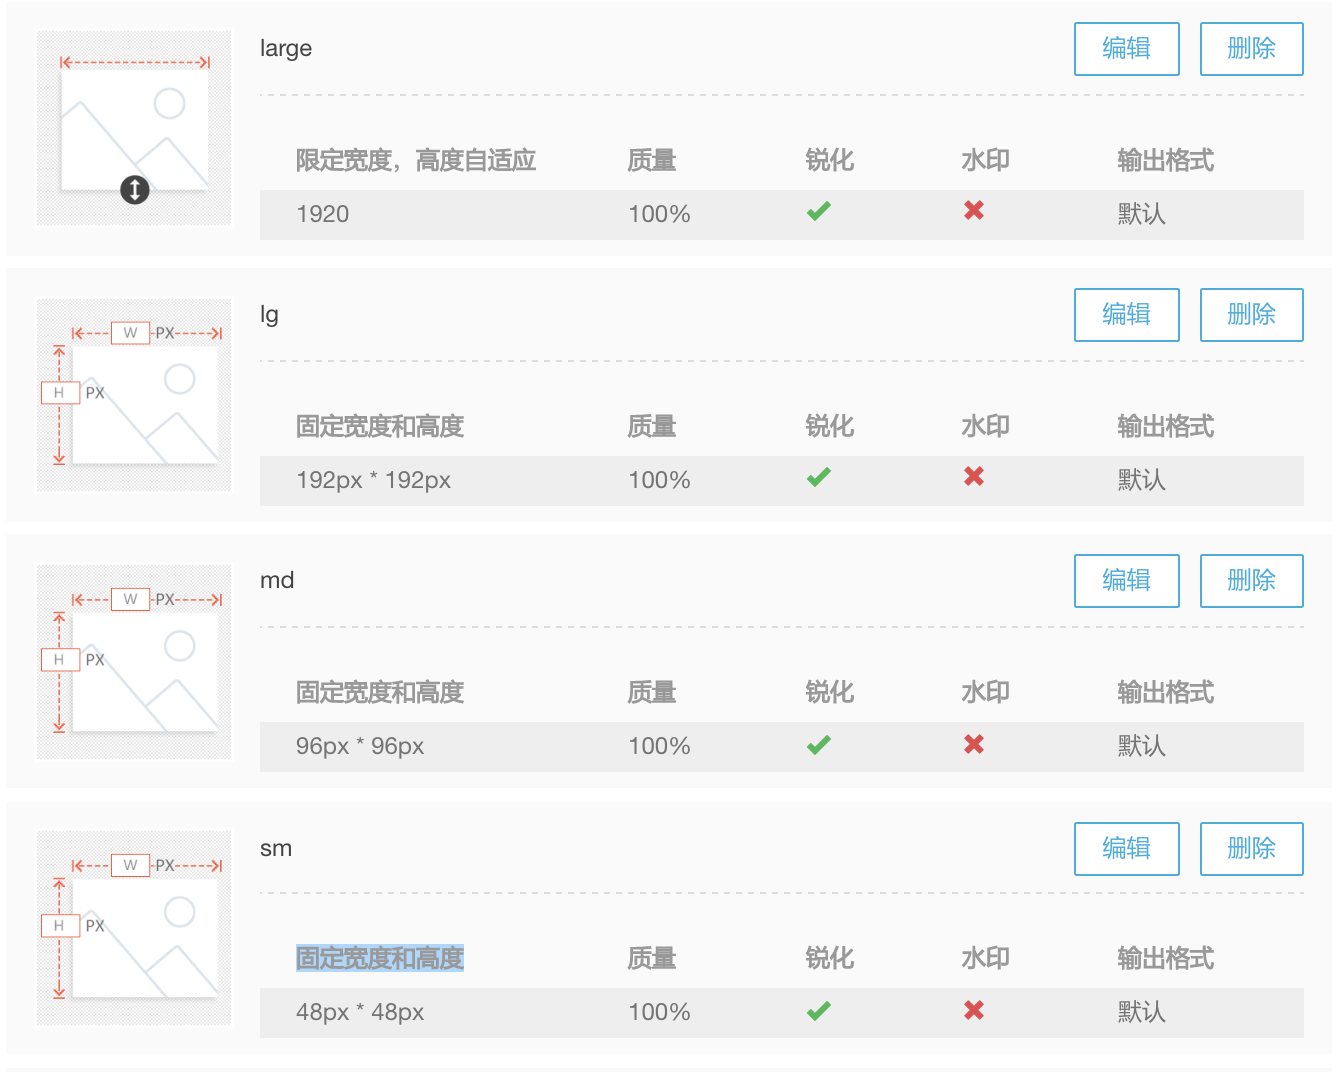 large 编辑 删除
限定宽度，高度自适应 质量 锐化 水印 输出格式
1920 100% 默认
W PX
H PX
lg 编辑 删除
固定宽度和高度 质量 锐化 水印 输出格式
192px * 192px 100% 默认
W PX
H PX
md 编辑 删除
固定宽度和高度 质量 锐化 水印 输出格式
96px * 96px 100% 默认
W PX
H PX
sm 编辑 删除
固定宽度和高度 质量 锐化 水印 输出格式
48px * 48px 100% 默认